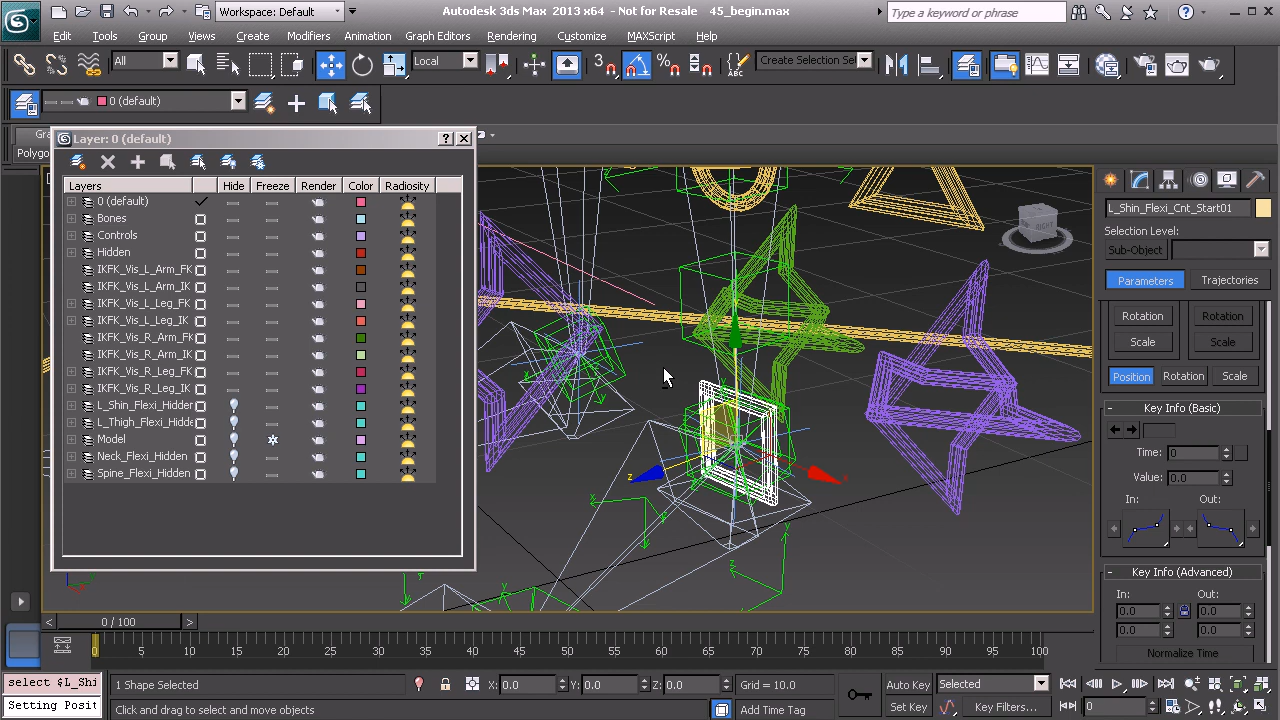 Workspace: Default
Autodesk 3ds Max 2013 x64 - Not for Resale 45_begin.max
Type a keyword or phrase
Edit Tools Group Views Create Modifiers Animation Graph Editors Rendering Customize MAXScript Help
All
Local
3
Create Selection Se
0 (default)
Layer: 0 (default)
Gra
Polygo
Layers Hide Freeze Render Color Radiosity
0 (default)
Bones
Controls
Hidden
IKFK_Vis_L_Arm_FK
IKFK_Vis_L_Arm_IK
IKFK_Vis_L_Leg_FK
IKFK_Vis_L_Leg_IK
IKFK_Vis_R_Arm_FK
IKFK_Vis_R_Arm_IK
IKFK_Vis_R_Leg_FK
IKFK_Vis_R_Leg_IK
L_Shin_Flexi_Hidden
L_Thigh_Flexi_Hidde
Model
Neck_Flexi_Hidden
Spine_Flexi_Hidden
RIGHT
L_Shin_Flexi_Cnt_Start01
Selection Level:
Sub-Object
Parameters Trajectories
Rotation Rotation
Scale Scale
Position Rotation Scale
- Key Info (Basic)
Time: 0
Value: 0.0
In: Out:
- Key Info (Advanced)
In: Out:
0.0 0.0
0.0 0.0
Normalize Time
0 / 100
0 5 10 15 20 25 30 35 40 45 50 55 60 65 70 75 80 85 90 95 100
select $L_Shi
1 Shape Selected
X: 0.0 Y: 0.0 Z: 0.0
Grid = 10.0
Auto Key
Selected
Setting Posit
Click and drag to select and move objects
Add Time Tag
Set Key
Key Filters...
0